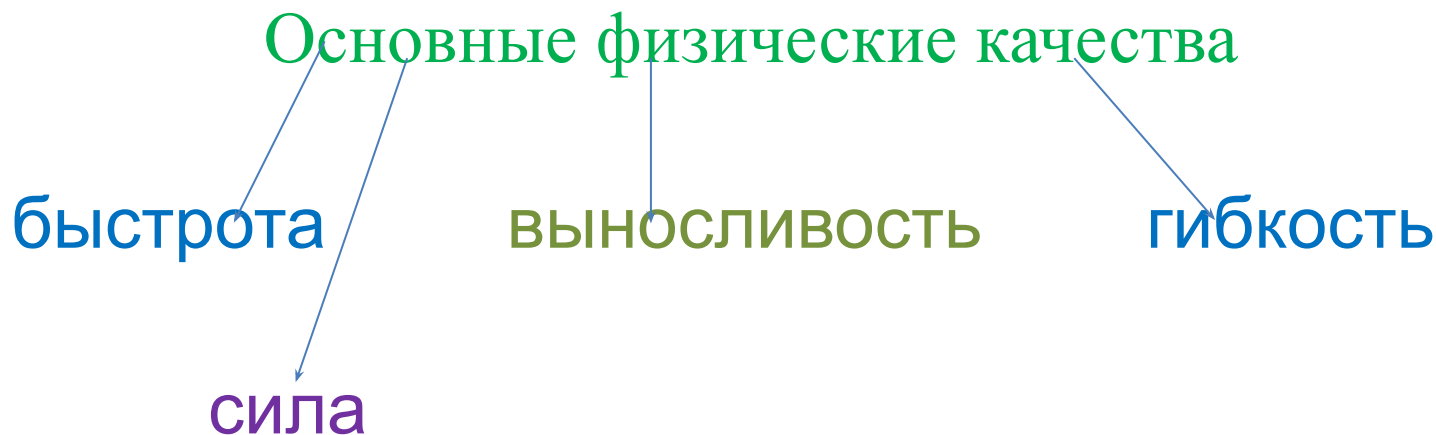 Основные физические качества
быстрота
выносливость
гибкость
сила